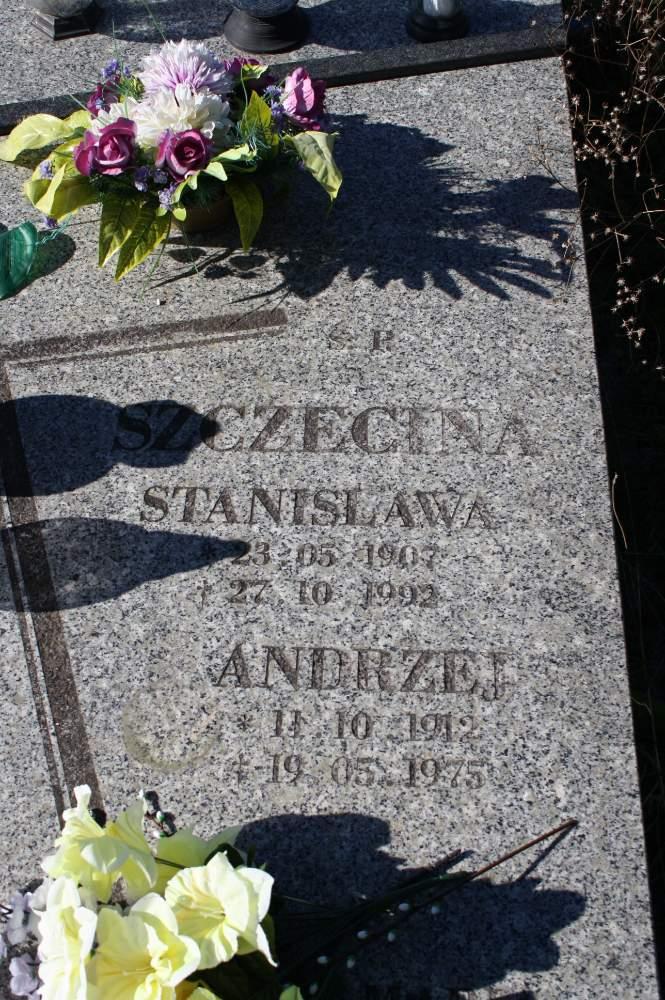 Ś P.
SZCZECINA
STANISŁAWA
* 23 05 1907
† 27 10 1992
ANDRZEJ
* 11 10 1912
† 19 05 1975